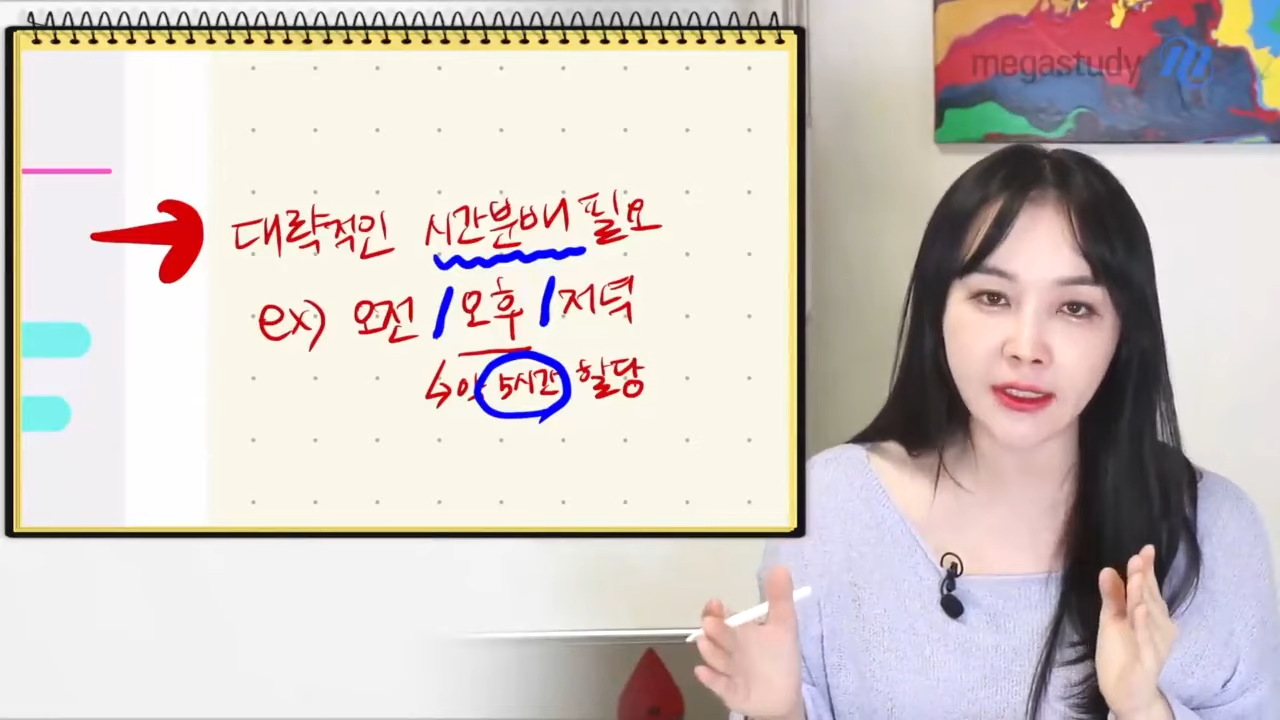 대략적인 시간분배 필요
ex) 오전 / 오후 / 저녁
↳약 5시간 할당
megastudy